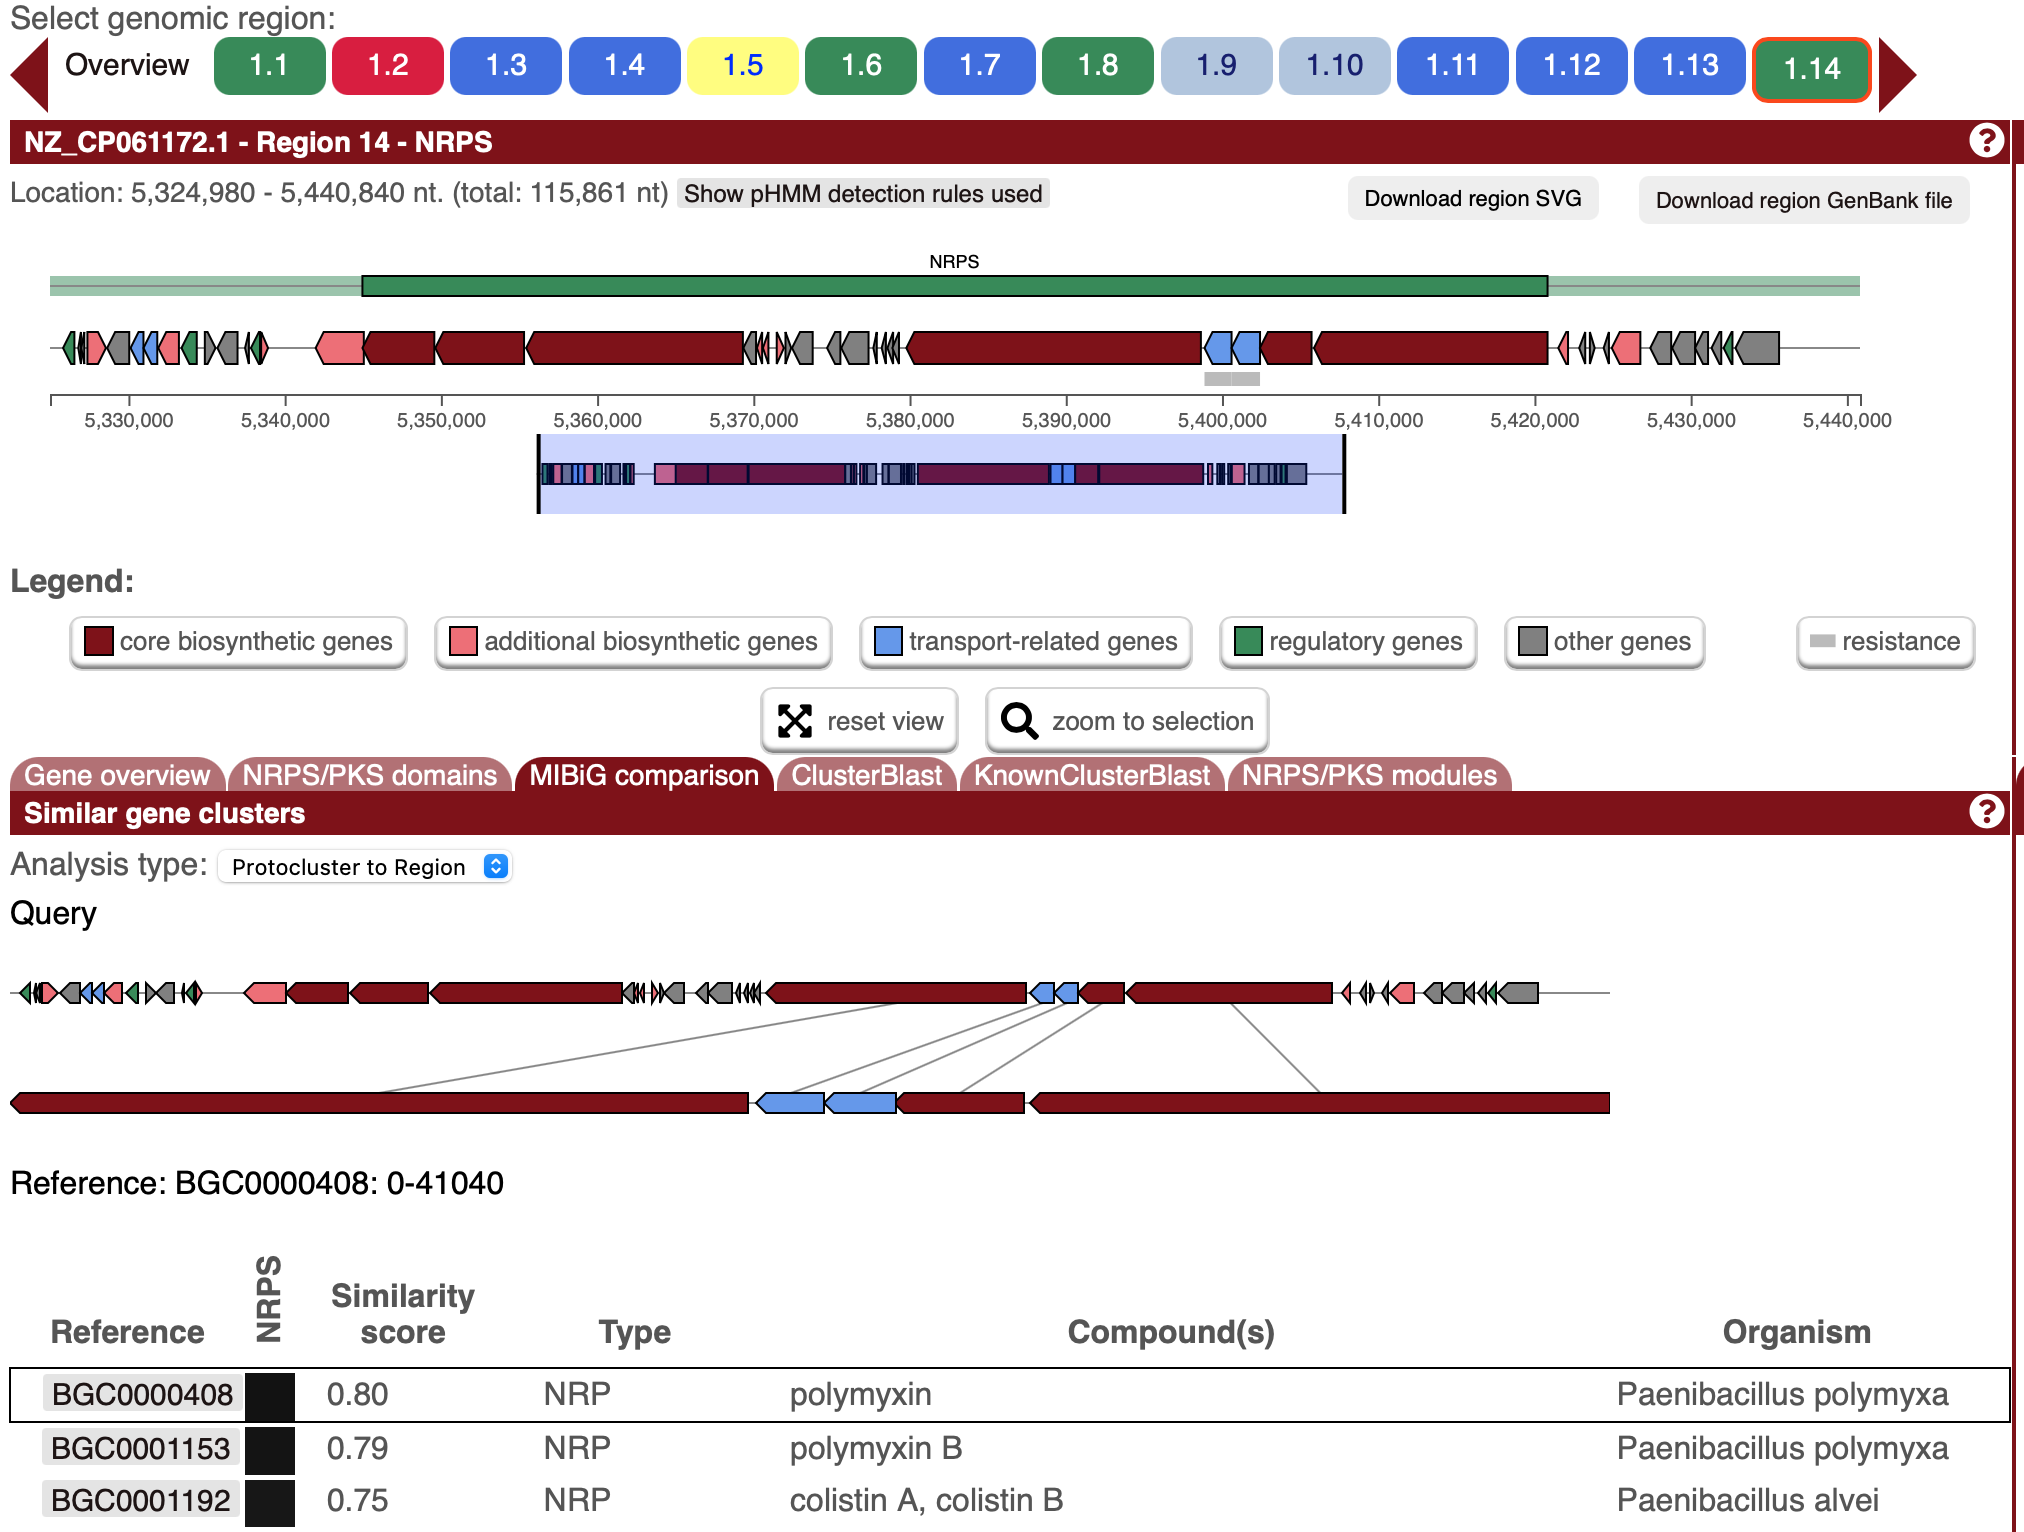 Select genomic region:
Overview 1.1 1.2 1.3 1.4 1.5 1.6 1.7 1.8 1.9 1.10 1.11 1.12 1.13 1.14
NZ_CP061172.1 - Region 14 - NRPS ?
Location: 5,324,980 - 5,440,840 nt. (total: 115,861 nt) Show pHMM detection rules used Download region SVG Download region GenBank file
NRPS
5,330,000 5,340,000 5,350,000 5,360,000 5,370,000 5,380,000 5,390,000 5,400,000 5,410,000 5,420,000 5,430,000 5,440,000
Legend:
core biosynthetic genes additional biosynthetic genes transport-related genes regulatory genes other genes resistance
reset view zoom to selection
Gene overview NRPS/PKS domains MIBiG comparison ClusterBlast KnownClusterBlast NRPS/PKS modules
Similar gene clusters ?
Analysis type: Protocluster to Region
Query
Reference: BGC0000408: 0-41040
Reference NRPS Similarity score Type Compound(s) Organism
BGC0000408 0.80 NRP polymyxin Paenibacillus polymyxa
BGC0001153 0.79 NRP polymyxin B Paenibacillus polymyxa
BGC0001192 0.75 NRP colistin A, colistin B Paenibacillus alvei